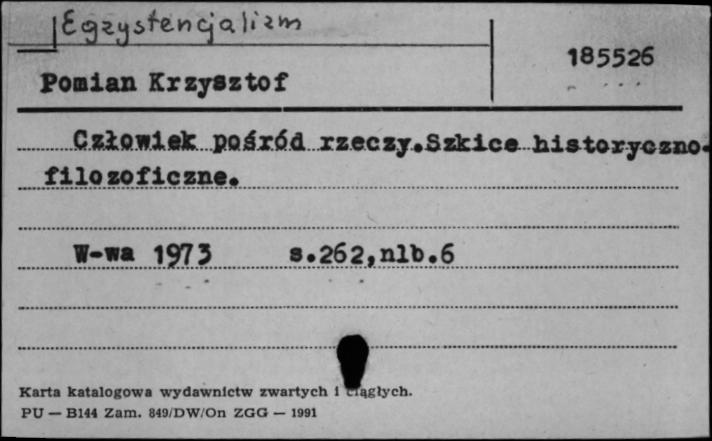 Egzystencjalizm
185526
Pomian Krzysztof
Człowiek pośród rzeczy.Szkice historyczno-
filozoficzne.
W-wa 1973 s.262,nlb.6
Karta katalogowa wydawnictw zwartych i ciągłych.
PU — B144 Zam. 849/DW/On ZGG — 1991